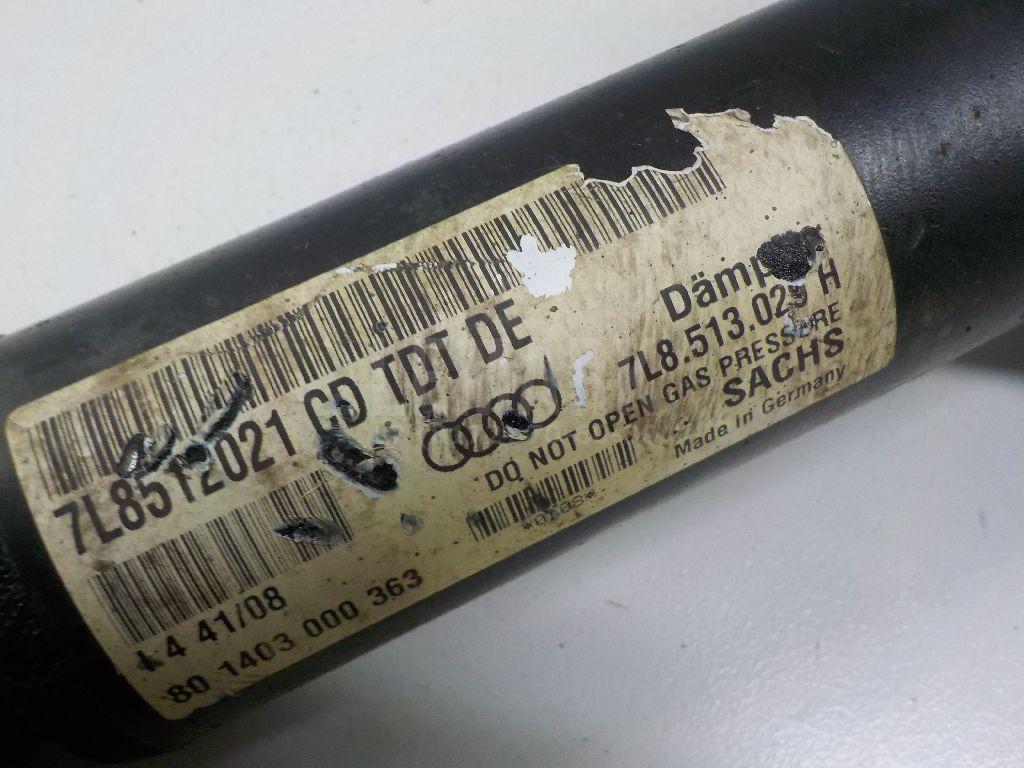 7L8512021 CD TDT DE
4 41/08
80 1403 000 363
7L8.513.029 H
DO NOT OPEN GAS PRESSURE
SACHS
Made in Germany